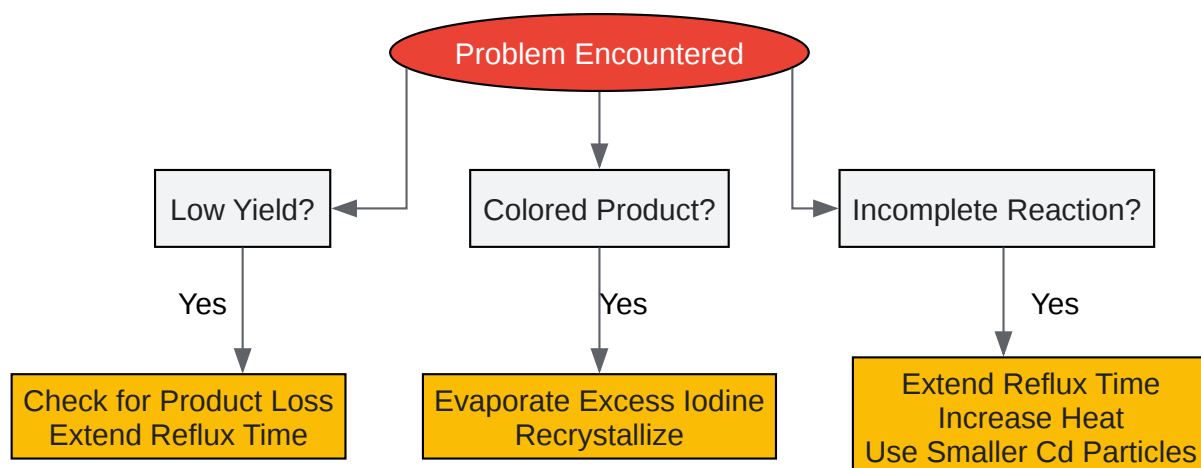 Problem Encountered
Low Yield?
Colored Product?
Incomplete Reaction?
Yes
Yes
Yes
Check for Product Loss
Extend Reflux Time
Evaporate Excess Iodine
Recrystallize
Extend Reflux Time
Increase Heat
Use Smaller Cd Particles